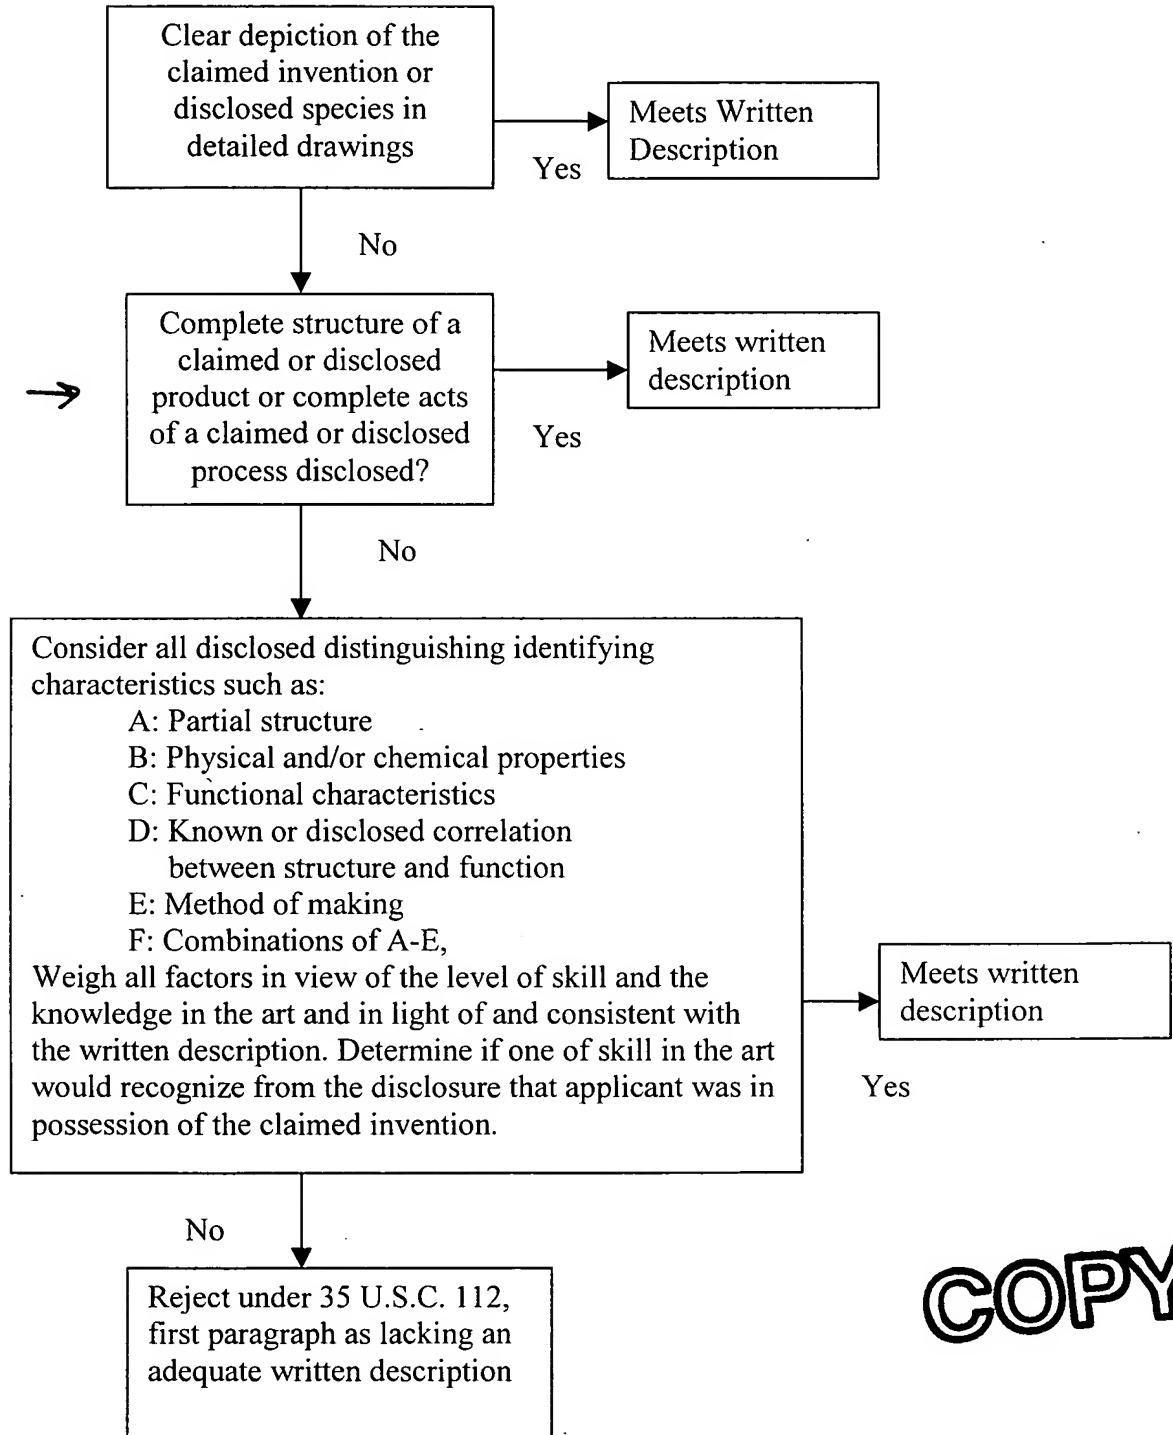 Clear depiction of the
claimed invention or
disclosed species in
detailed drawings
Meets Written
Description
Yes
No
Complete structure of a
claimed or disclosed
product or complete acts
of a claimed or disclosed
process disclosed?
Meets written
description
Yes
No
Consider all disclosed distinguishing identifying
characteristics such as:
A: Partial structure
B: Physical and/or chemical properties
C: Functional characteristics
D: Known or disclosed correlation
between structure and function
E: Method of making
F: Combinations of A-E,
Weigh all factors in view of the level of skill and the
knowledge in the art and in light of and consistent with
the written description. Determine if one of skill in the art
would recognize from the disclosure that applicant was in
possession of the claimed invention.
Meets written
description
Yes
No
Reject under 35 U.S.C. 112,
first paragraph as lacking an
adequate written description
COPY